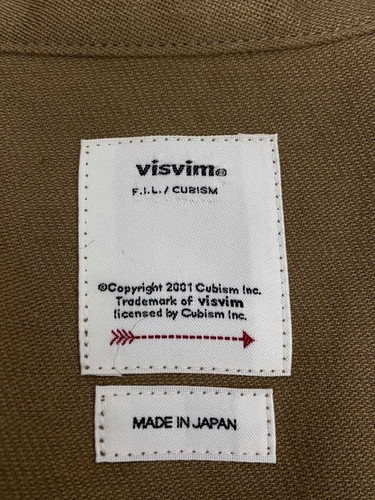 visvim®
F.I.L. / CUBISM
©Copyright 2001 Cubism Inc.
Trademark of visvim
licensed by Cubism Inc.
MADE IN JAPAN